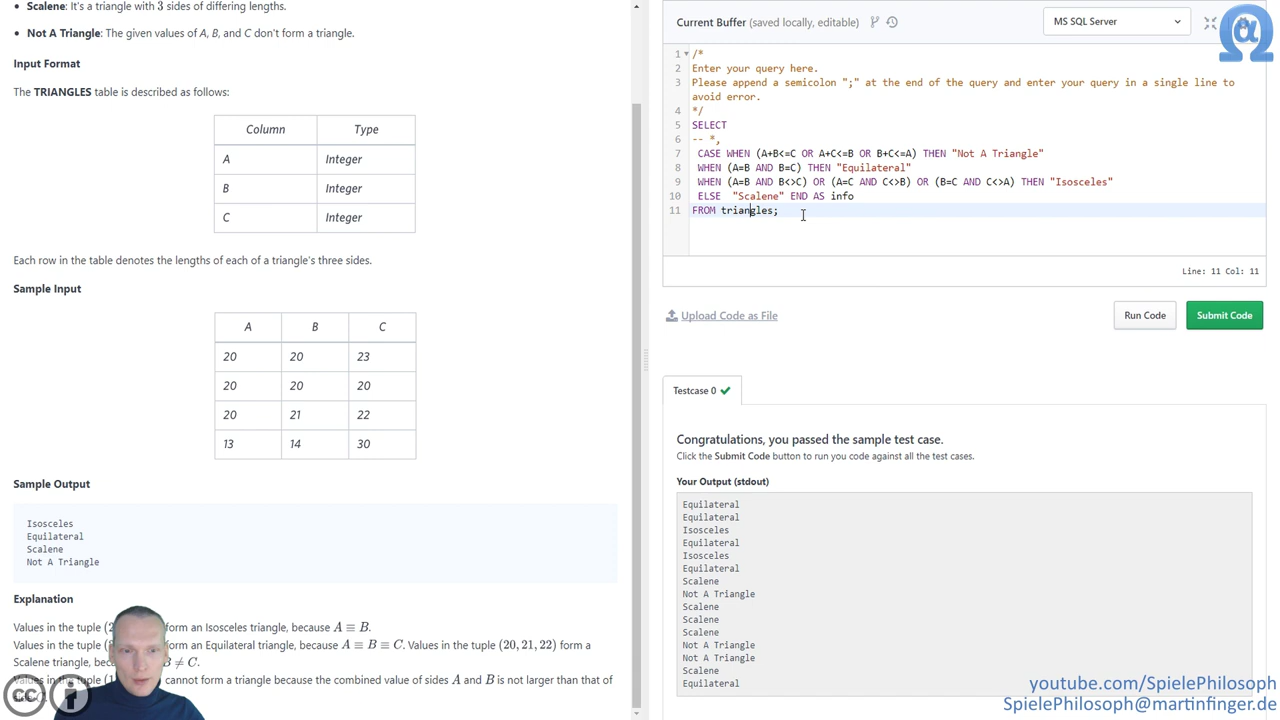 • Scalene: It's a triangle with 3 sides of differing lengths.
• Not A Triangle: The given values of A, B, and C don't form a triangle.
Input Format
The TRIANGLES table is described as follows:
Column Type
A Integer
B Integer
C Integer
Each row in the table denotes the lengths of each of a triangle's three sides.
Sample Input
A B C
20 20 23
20 20 20
20 21 22
13 14 30
Sample Output
Isosceles
Equilateral
Scalene
Not A Triangle
Explanation
Values in the tuple form an Isosceles triangle, because A ≡ B.
Values in the tuple form an Equilateral triangle, because A ≡ B ≡ C. Values in the tuple (20, 21, 22) form a
Scalene triangle, ≠ C.
Values in the tuple cannot form a triangle because the combined value of sides A and B is not larger than that of
Current Buffer (saved locally, editable)
MS SQL Server
1 /*
2 Enter your query here.
3 Please append a semicolon ";" at the end of the query and enter your query in a single line to
avoid error.
4 */
5 SELECT
6 -- *,
7 CASE WHEN (A+B<=C OR A+C<=B OR B+C<=A) THEN "Not A Triangle"
8 WHEN (A=B AND B=C) THEN "Equilateral"
9 WHEN (A=B AND B<>C) OR (A=C AND C<>B) OR (B=C AND C<>A) THEN "Isosceles"
10 ELSE "Scalene" END AS info
11 FROM triangles;
Line: 11 Col: 11
Upload Code as File
Run Code
Submit Code
Testcase 0
Congratulations, you passed the sample test case.
Click the Submit Code button to run you code against all the test cases.
Your Output (stdout)
Equilateral
Equilateral
Isosceles
Equilateral
Isosceles
Equilateral
Scalene
Not A Triangle
Scalene
Scalene
Scalene
Not A Triangle
Not A Triangle
Scalene
Equilateral
youtube.com/SpielePhilosoph
SpielePhilosoph@martinfinger.de
cc